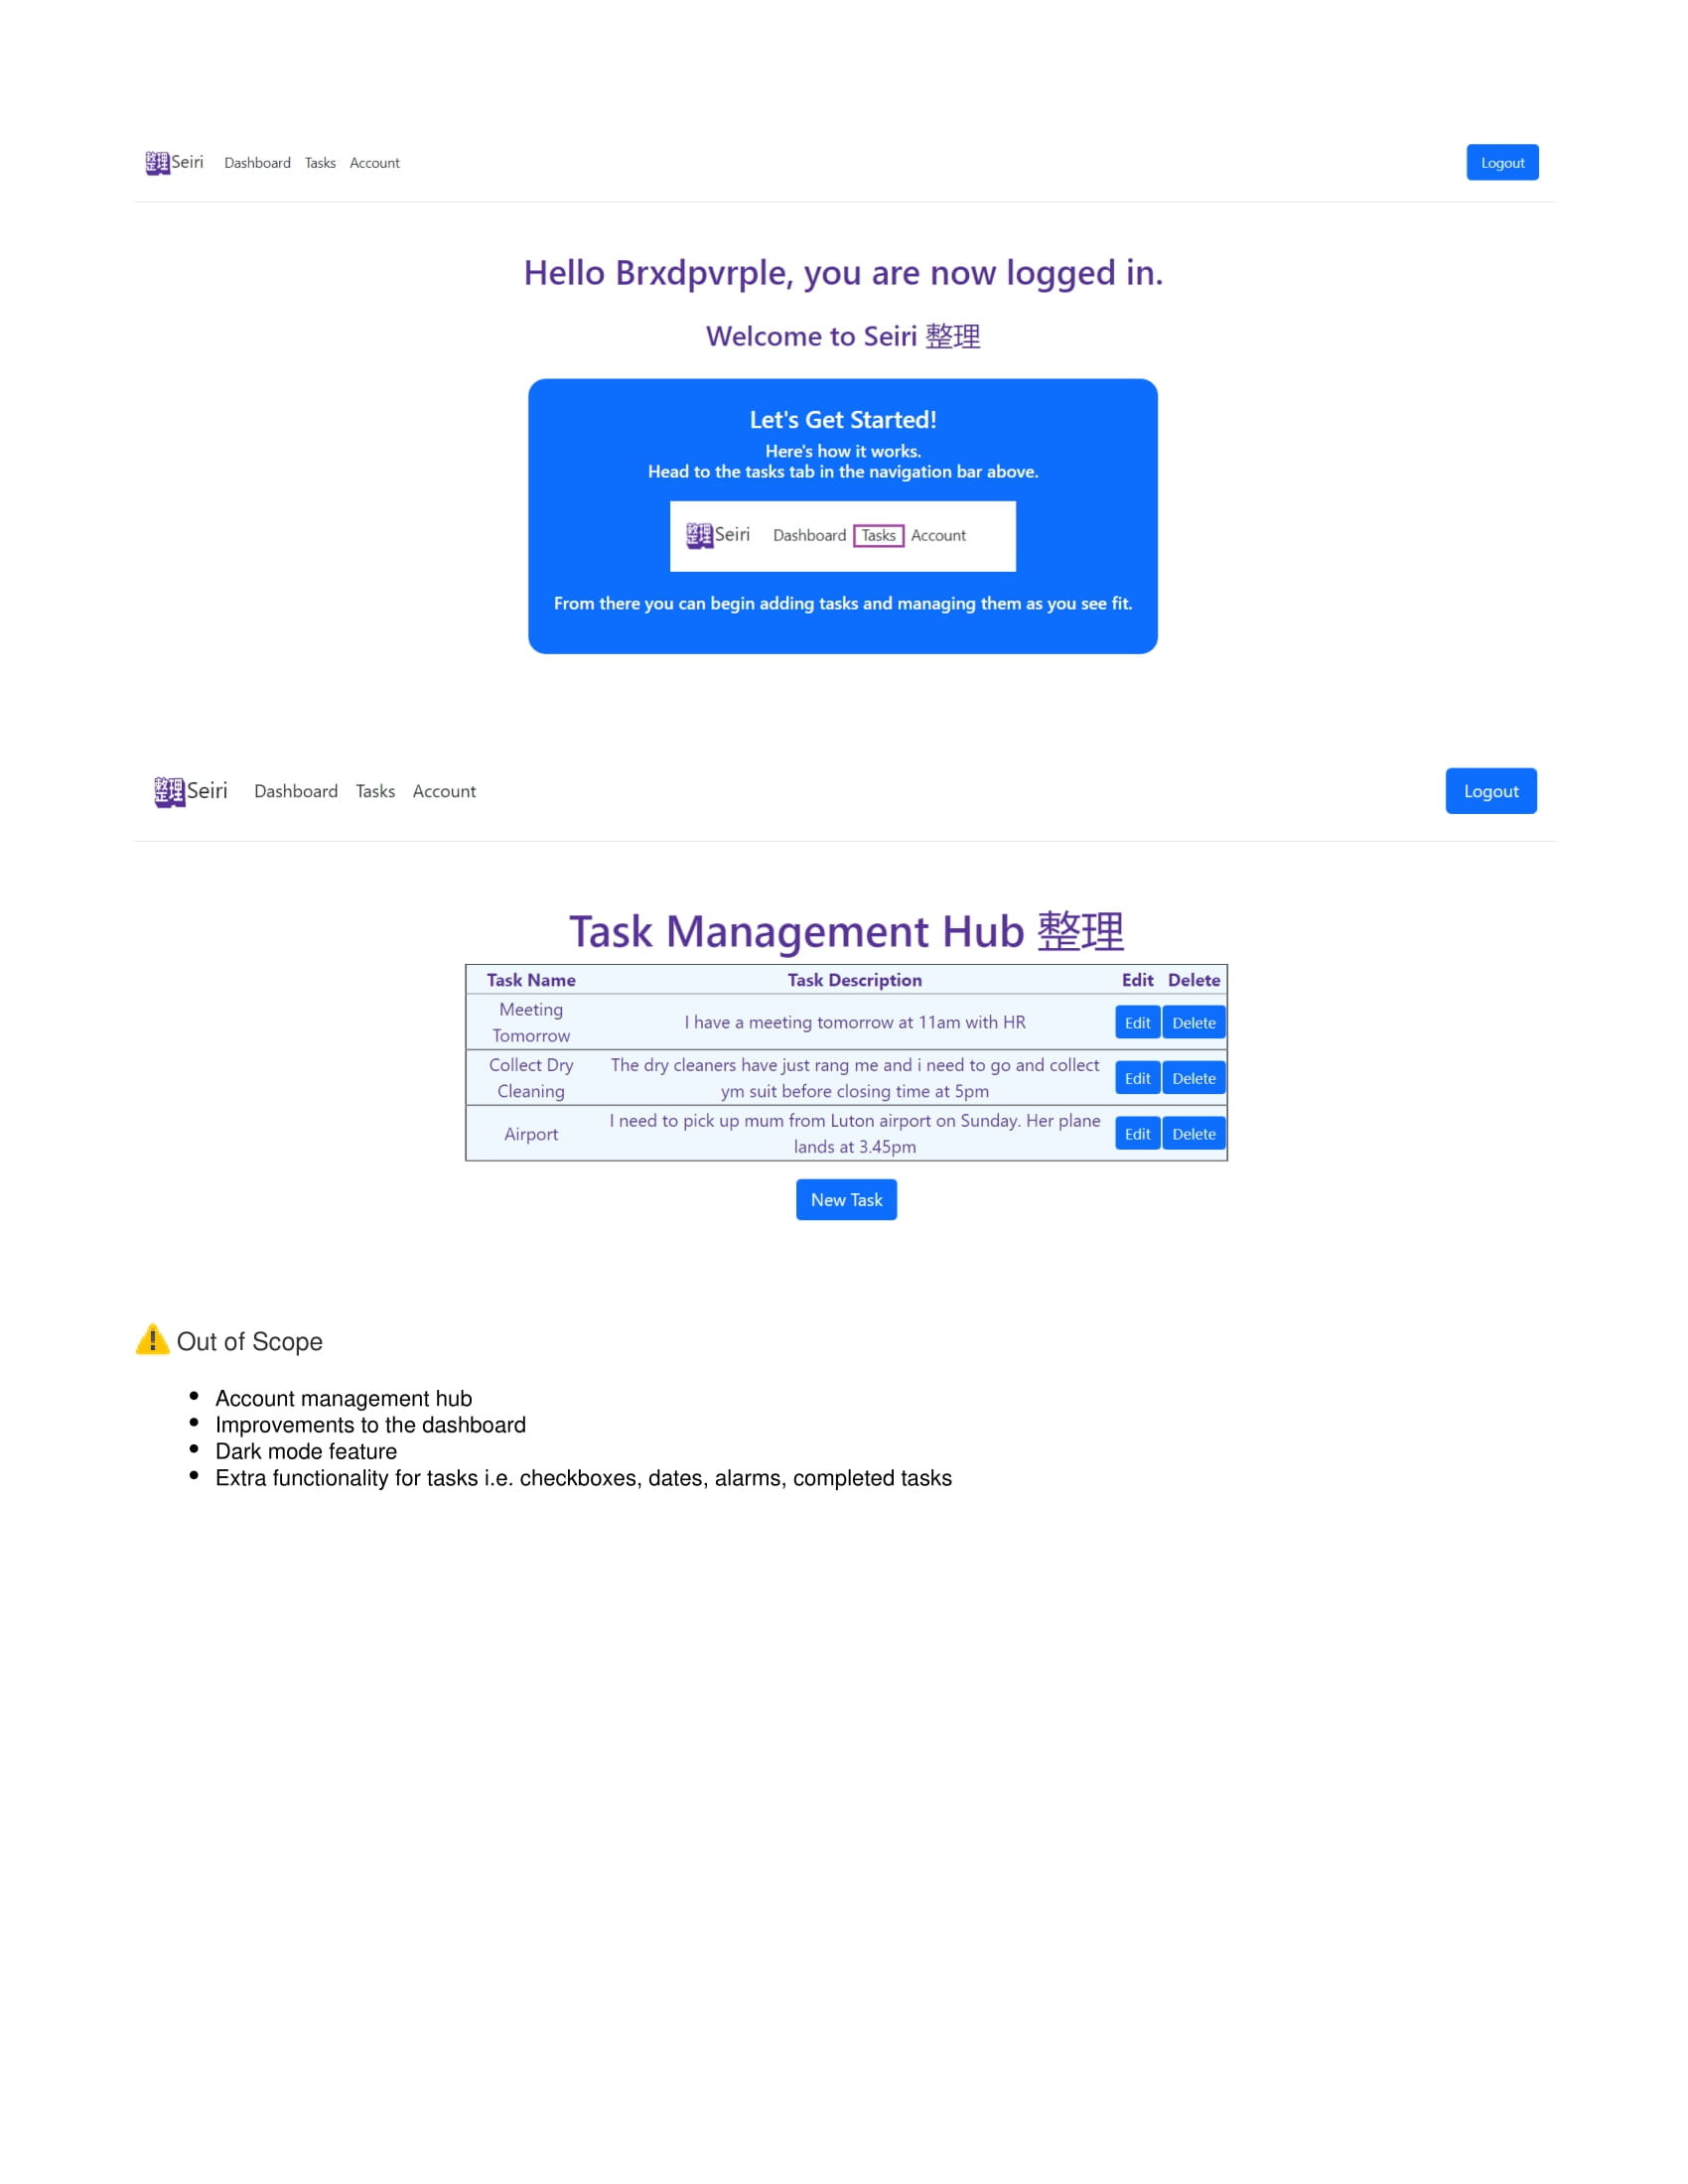 整理Seiri Dashboard Tasks Account Logout
Hello Brxdpvrple, you are now logged in.
Welcome to Seiri 整理
Let's Get Started!
Here's how it works.
Head to the tasks tab in the navigation bar above.
整理Seiri Dashboard Tasks Account
From there you can begin adding tasks and managing them as you see fit.
整理Seiri Dashboard Tasks Account Logout
Task Management Hub 整理
Task Name Task Description Edit Delete
Meeting
Tomorrow
I have a meeting tomorrow at 11am with HR
Edit Delete
Collect Dry
Cleaning
The dry cleaners have just rang me and i need to go and collect
ym suit before closing time at 5pm
Edit Delete
Airport
I need to pick up mum from Luton airport on Sunday. Her plane
lands at 3.45pm
Edit Delete
New Task
Out of Scope
• Account management hub
• Improvements to the dashboard
• Dark mode feature
• Extra functionality for tasks i.e. checkboxes, dates, alarms, completed tasks